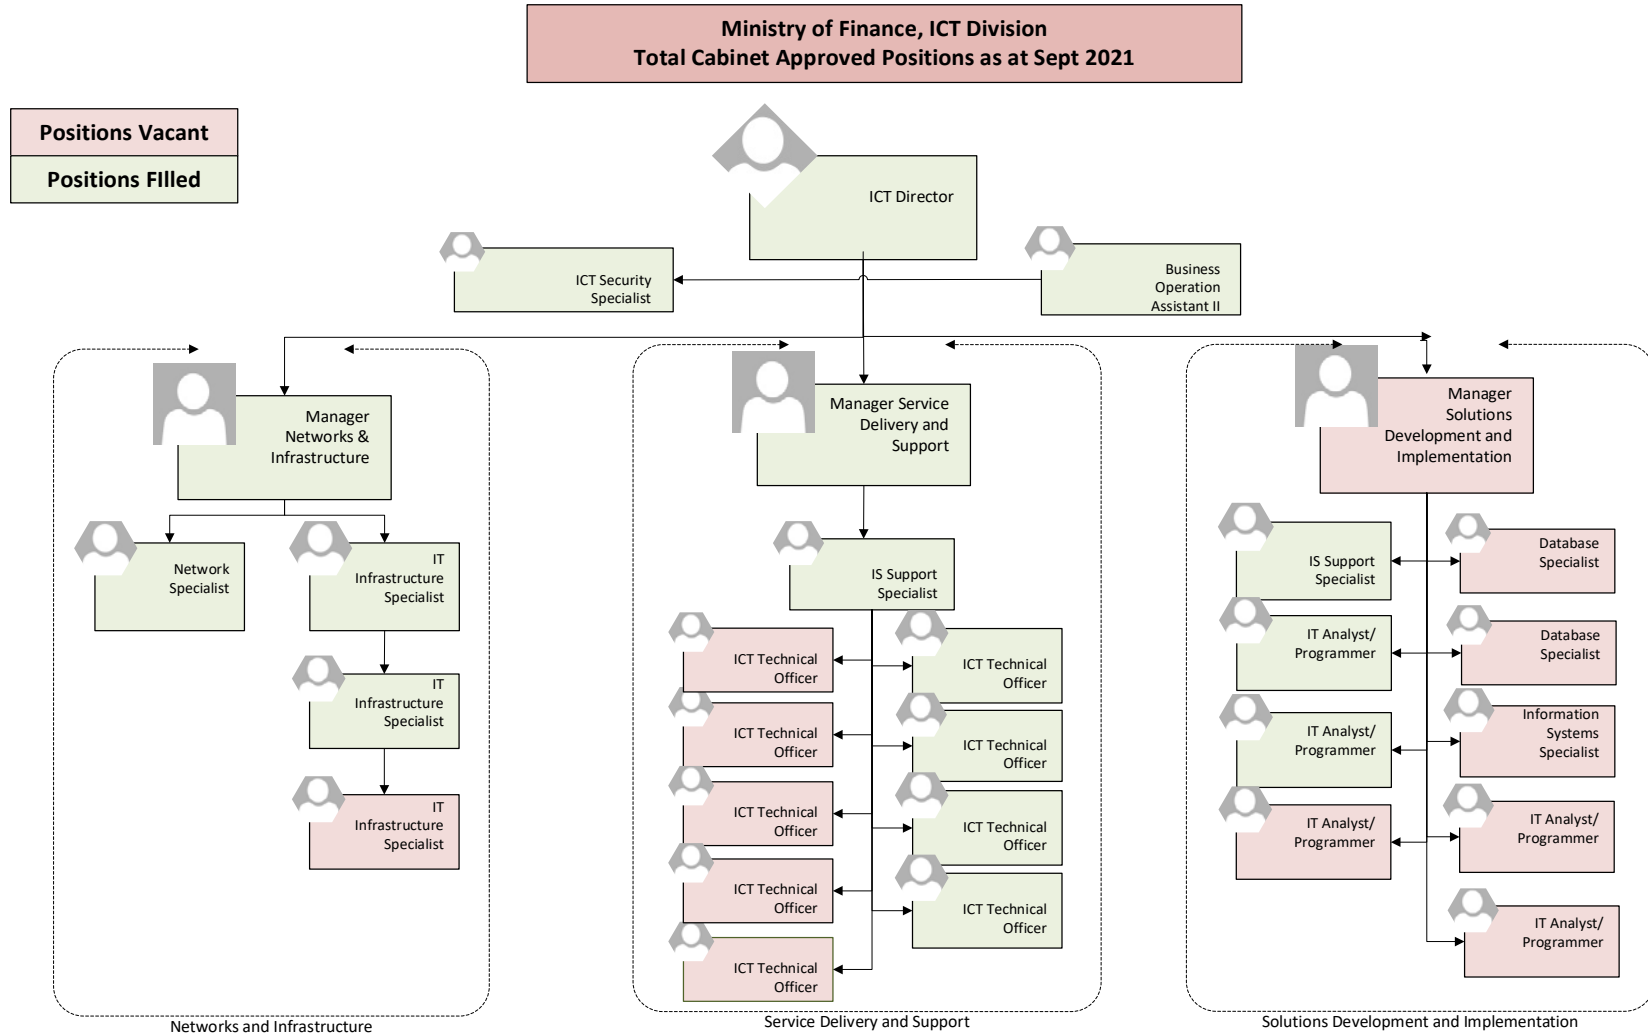 Ministry of Finance, ICT Division
Total Cabinet Approved Positions as at Sept 2021
Positions Vacant
Positions FIlled
ICT Director
ICT Security
Specialist
Business
Operation
Assistant II
Manager
Networks &
Infrastructure
Network
Specialist
IT
Infrastructure
Specialist
IT
Infrastructure
Specialist
IT
Infrastructure
Specialist
Networks and Infrastructure
Manager Service
Delivery and
Support
IS Support
Specialist
ICT Technical
Officer
ICT Technical
Officer
ICT Technical
Officer
ICT Technical
Officer
ICT Technical
Officer
ICT Technical
Officer
ICT Technical
Officer
ICT Technical
Officer
ICT Technical
Officer
Service Delivery and Support
Manager
Solutions
Development and
Implementation
IS Support
Specialist
Database
Specialist
IT Analyst/
Programmer
Database
Specialist
IT Analyst/
Programmer
Information
Systems
Specialist
IT Analyst/
Programmer
IT Analyst/
Programmer
IT Analyst/
Programmer
Solutions Development and Implementation